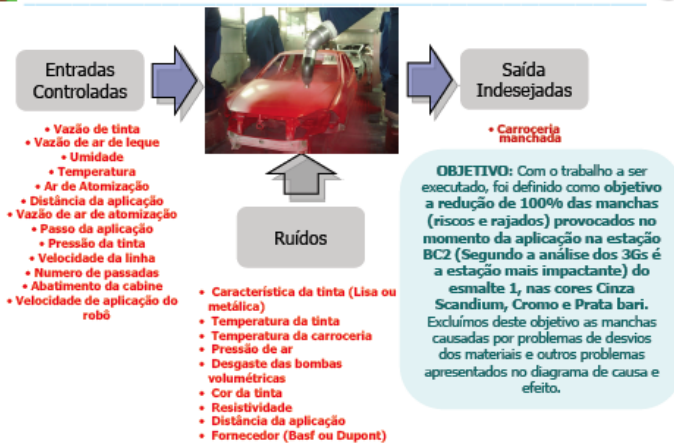 Entradas
Controladas
• Vazão de tinta
• Vazão de ar de leque
• Umidade
• Temperatura
• Ar de Atomização
• Distância da aplicação
• Vazão de ar de atomização
• Passo da aplicação
• Pressão da tinta
• Velocidade da linha
• Numero de passadas
• Abatimento da cabine
• Velocidade de aplicação do
robô
Ruídos
• Característica da tinta (Lisa ou
metálica)
• Temperatura da tinta
• Temperatura da carroceria
• Pressão de ar
• Desgaste das bombas
volumétricas
• Cor da tinta
• Resistividade
• Distância da aplicação
• Fornecedor (Basf ou Dupont)
Saída
Indesejadas
• Carroceria
manchada
OBJETIVO: Com o trabalho a ser
executado, foi definido como objetivo
a redução de 100% das manchas
(riscos e rajados) provocados no
momento da aplicação na estação
BC2 (Segundo a análise dos 3Gs é
a estação mais impactante) do
esmalte 1, nas cores Cinza
Scandium, Cromo e Prata bari.
Excluímos deste objetivo as manchas
causadas por problemas de desvios
dos materiais e outros problemas
apresentados no diagrama de causa e
efeito.